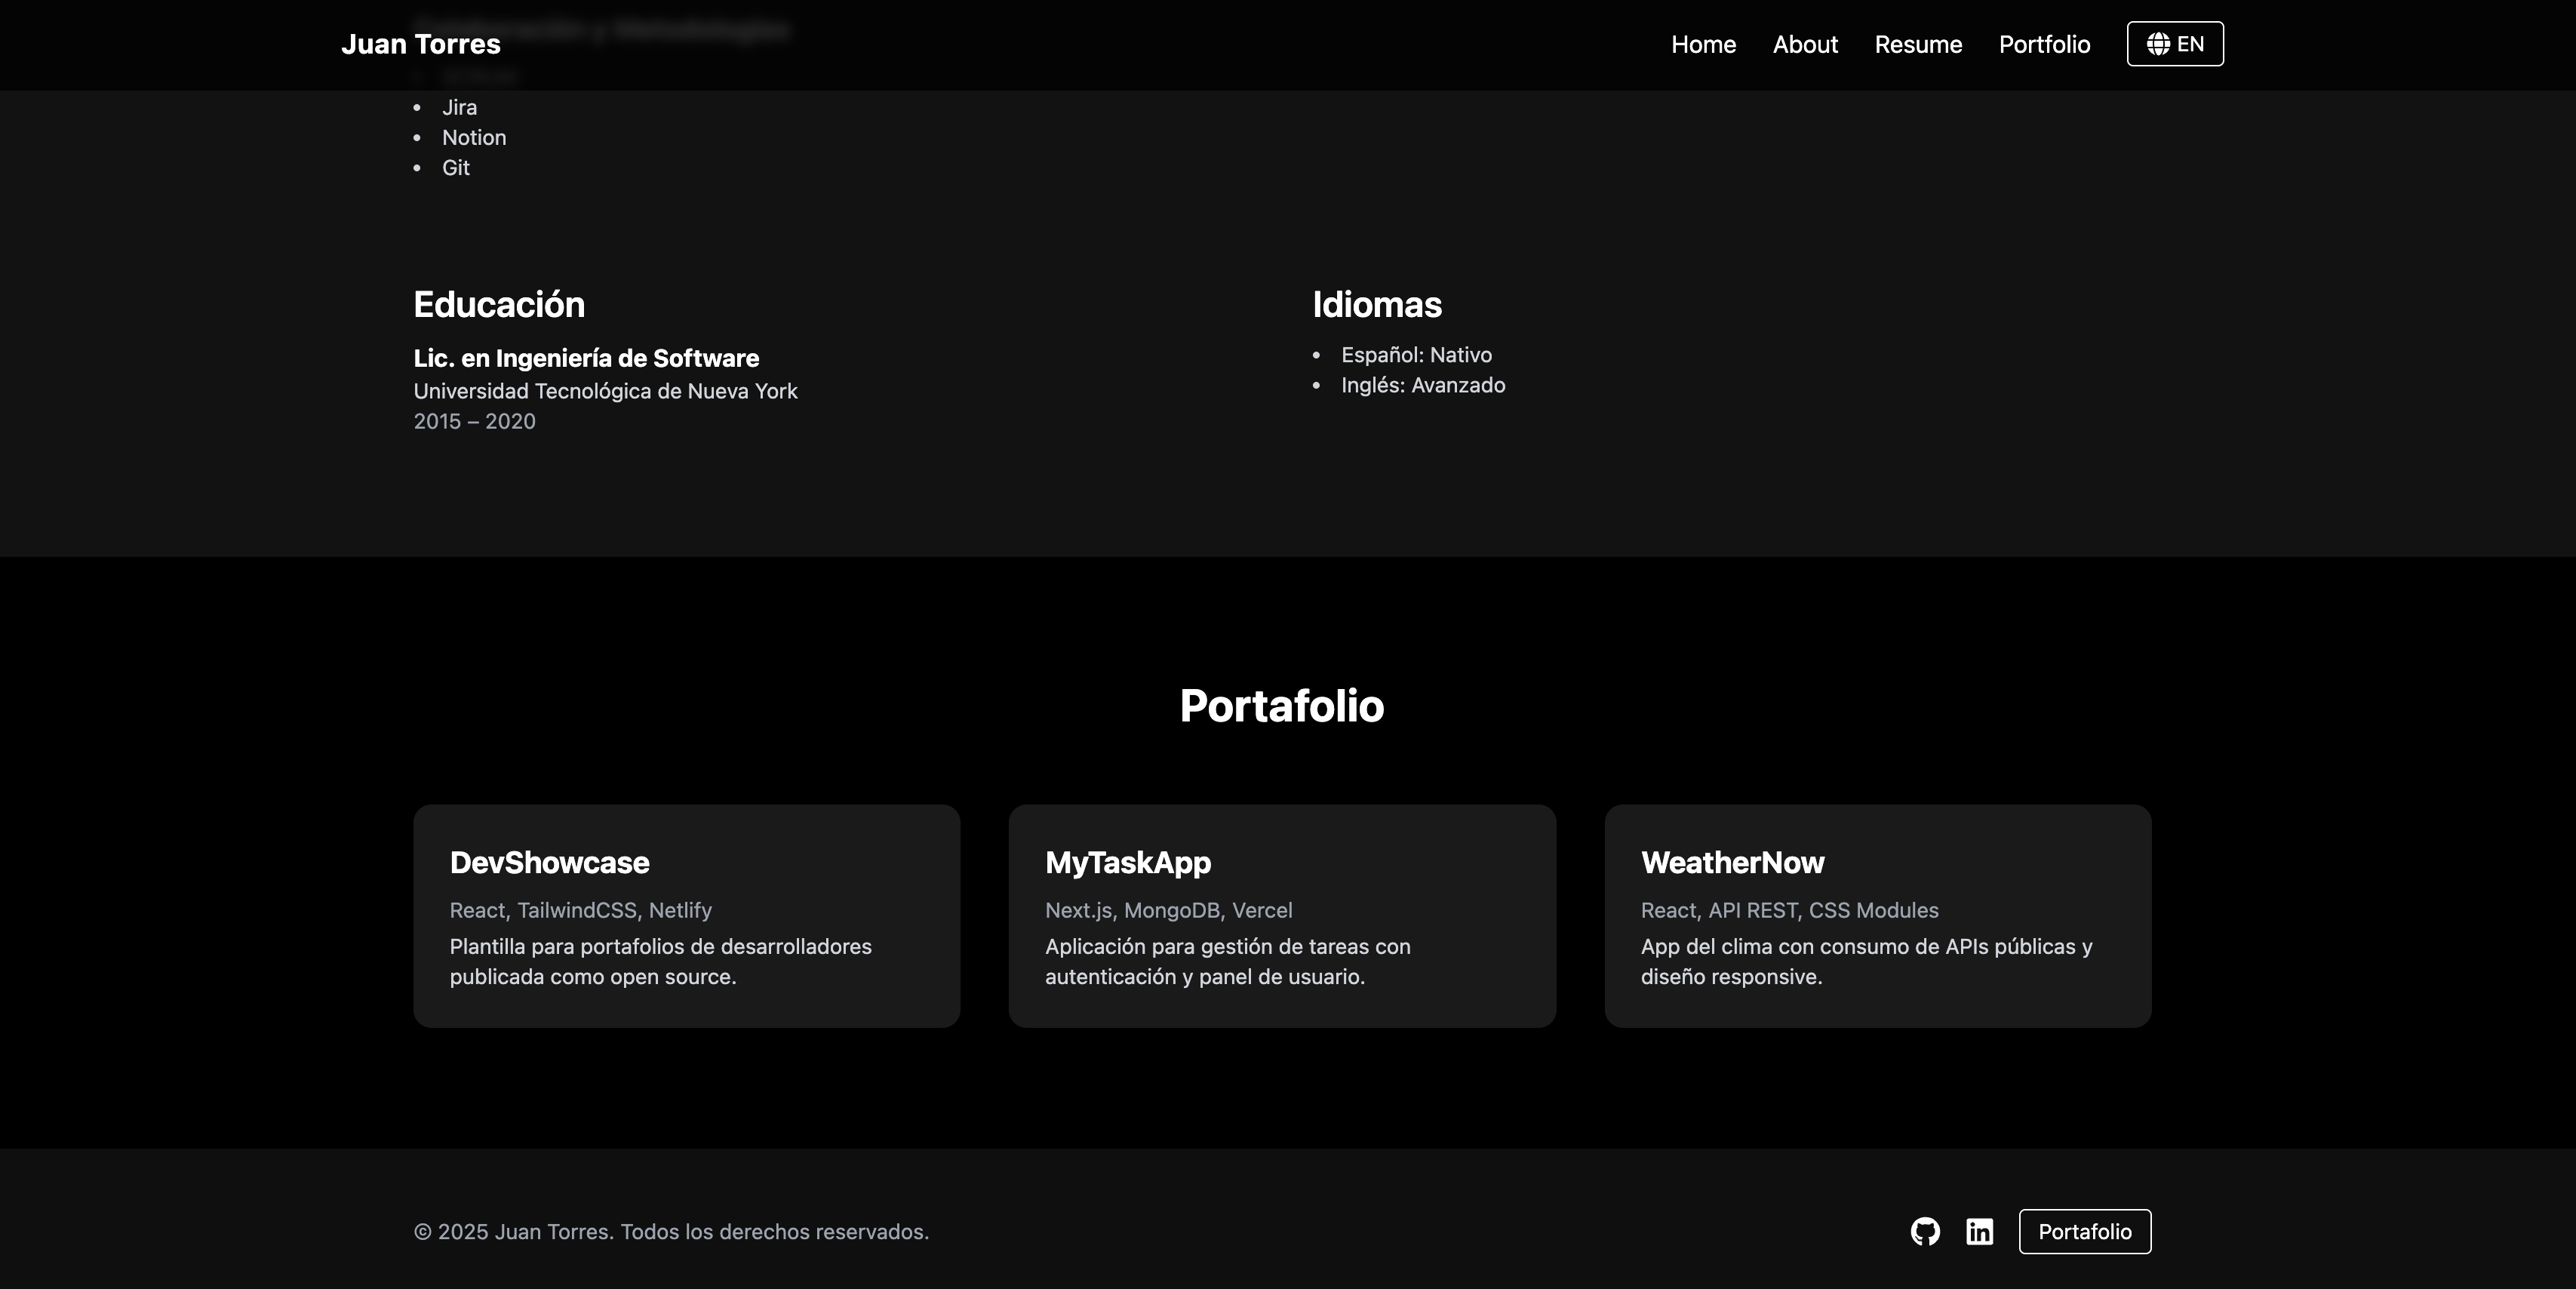 Juan Torres
Home
About
Resume
Portfolio
EN
Jira
Notion
Git
Educación
Lic. en Ingeniería de Software
Universidad Tecnológica de Nueva York
2015 – 2020
Idiomas
Español: Nativo
Inglés: Avanzado
Portafolio
DevShowcase
React, TailwindCSS, Netlify
Plantilla para portafolios de desarrolladores
publicada como open source.
MyTaskApp
Next.js, MongoDB, Vercel
Aplicación para gestión de tareas con
autenticación y panel de usuario.
WeatherNow
React, API REST, CSS Modules
App del clima con consumo de APIs públicas y
diseño responsive.
© 2025 Juan Torres. Todos los derechos reservados.
in
Portafolio